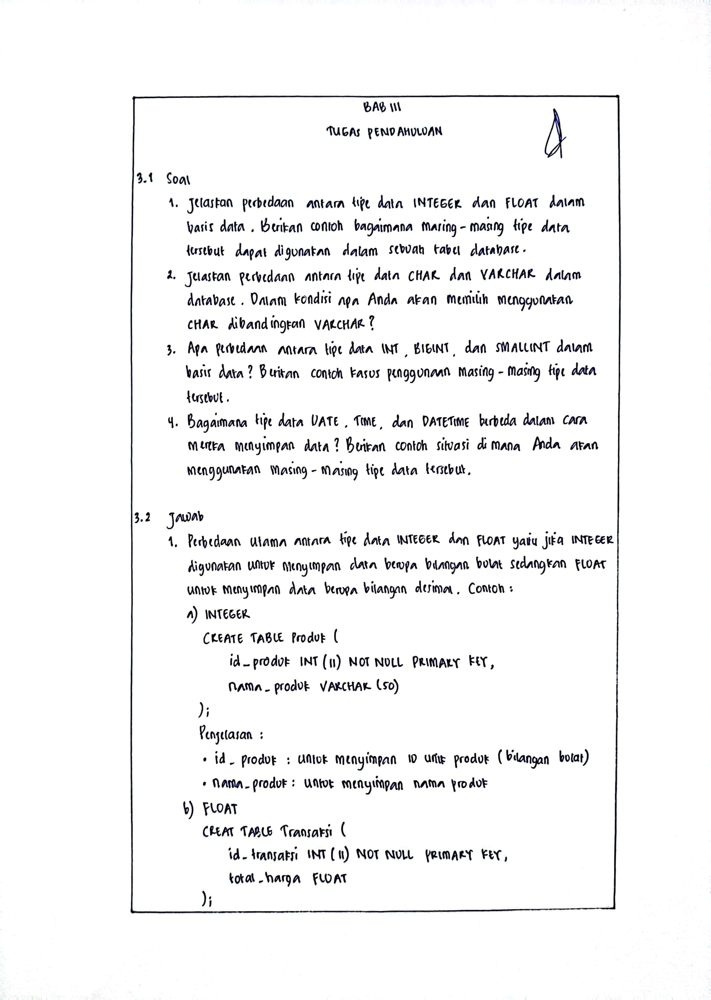 BAB III
TUGAS PENDAHULUAN
3.1 Soal
1. Jelaskan perbedaan antara tipe data INTEGER dan FLOAT dalam
basis data. Berikan contoh bagaimana masing-masing tipe data
tersebut dapat digunakan dalam sebuah tabel database.
2. Jelaskan perbedaan antara tipe data CHAR dan VARCHAR dalam
database. Dalam kondisi apa Anda akan memilih menggunakan
CHAR dibandingkan VARCHAR?
3. Apa perbedaan antara tipe data INT, BIGINT, dan SMALLINT dalam
basis data? Berikan contoh kasus penggunaan masing-masing tipe data
tersebut.
4. Bagaimana tipe data DATE, TIME, dan DATETIME berbeda dalam cara
mereka menyimpan data? Berikan contoh situasi di mana Anda akan
menggunakan masing-masing tipe data tersebut.
3.2 Jawab
1. Perbedaan utama antara tipe data INTEGER dan FLOAT yaitu jika INTEGER
digunakan untuk menyimpan data berupa bilangan bulat sedangkan FLOAT
untuk menyimpan data berupa bilangan desimal. Contoh :
a) INTEGER
CREATE TABLE Produk (
id_produk INT (11) NOT NULL PRIMARY KEY,
nama_produk VARCHAR (50)
);
Penjelasan :
• id_produk : untuk menyimpan ID unik produk (bilangan bulat)
• nama_produk : untuk menyimpan nama produk
b) FLOAT
CREAT TABLE Transaksi (
id_transaksi INT (11) NOT NULL PRIMARY KEY,
total_harga FLOAT
);